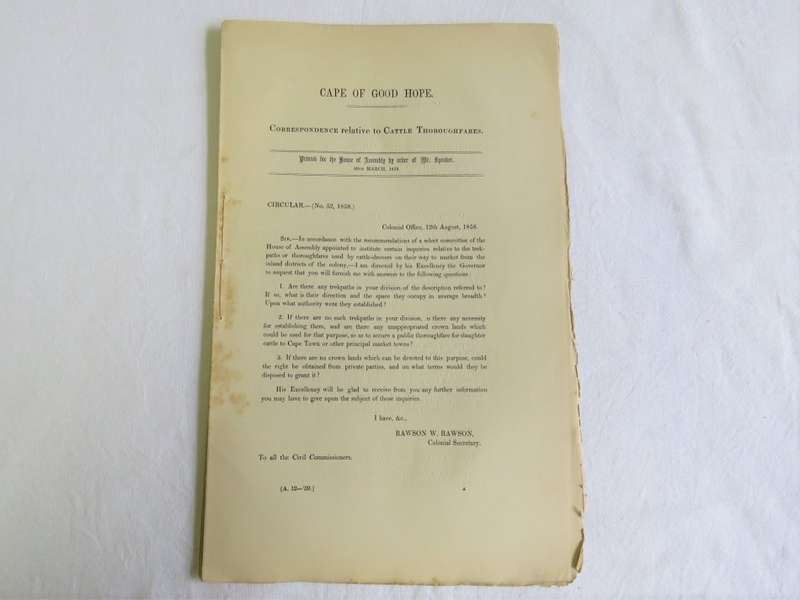 CAPE OF GOOD HOPE.
CORRESPONDENCE relative to CATTLE THOROUGHFARES.
Printed for the House of Assembly by order of Mr. Speaker.
MARCH, 1859.
CIRCULAR.—(No. 52, 1858.)
Colonial Office, 12th August, 1858.
SIR,—In accordance with the recommendations of a select committee of the
House of Assembly appointed to institute certain inquiries relative to the trek-
paths or thoroughfares used by cattle-drovers on their way to market from the
inland districts of the colony,—I am directed by his Excellency the Governor
to request that you will furnish me with answers to the following questions:
1. Are there any trekpaths in your division of the description referred to?
If so, what is their direction and the space they occupy in average breadth?
Upon what authority were they established?
2. If there are no such trekpaths in your division, is there any necessity
for establishing them, and are there any unappropriated crown lands which
could be used for that purpose, so as to secure a public thoroughfare for slaughter
cattle to Cape Town or other principal market towns?
3. If there are no crown lands which can be devoted to this purpose, could
the right be obtained from private parties, and on what terms would they be
disposed to grant it?
His Excellency will be glad to receive from you any further information
you may have to give upon the subject of these inquiries.
I have, &c.,
RAWSON W. RAWSON,
Colonial Secretary.
To all the Civil Commissioners.
[A. 12—'59.]